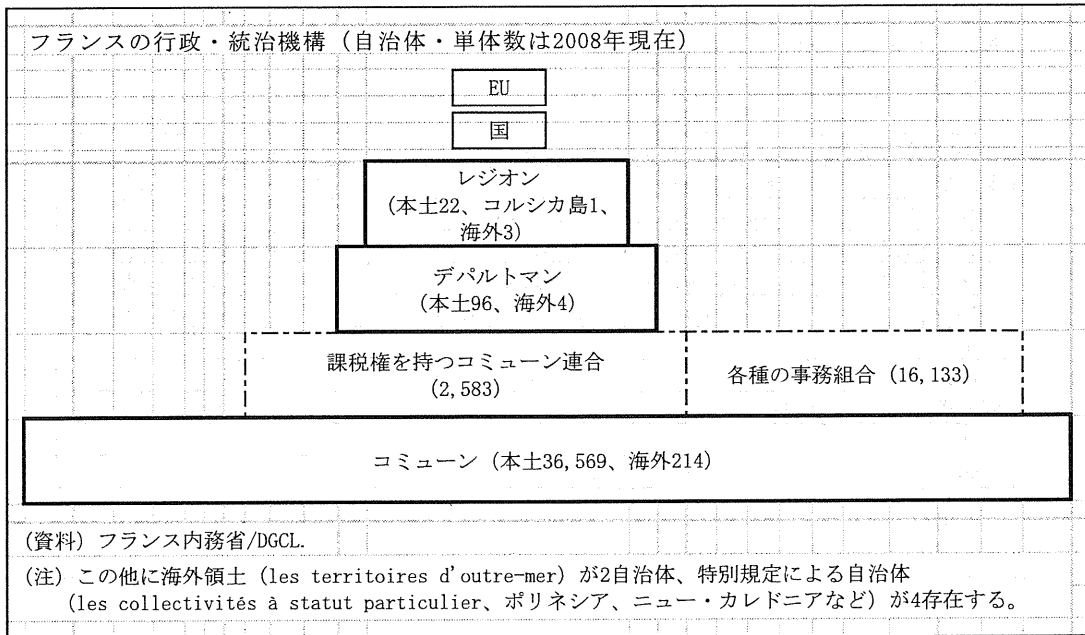 フランスの行政・統治機構（自治体・単体数は2008年現在）
EU
国
レジオン
（本土22、コルシカ島1、
海外3）
デパルトマン
（本土96、海外4）
課税権を持つコミューン連合
（2,583）
各種の事務組合（16,133）
コミューン（本土36,569、海外214）
（資料）フランス内務省/DGCL.
（注）この他に海外領土（les territoires d'outre-mer）が2自治体、特別規定による自治体
（les collectivités à statut particulier、ポリネシア、ニュー・カレドニアなど）が4存在する。